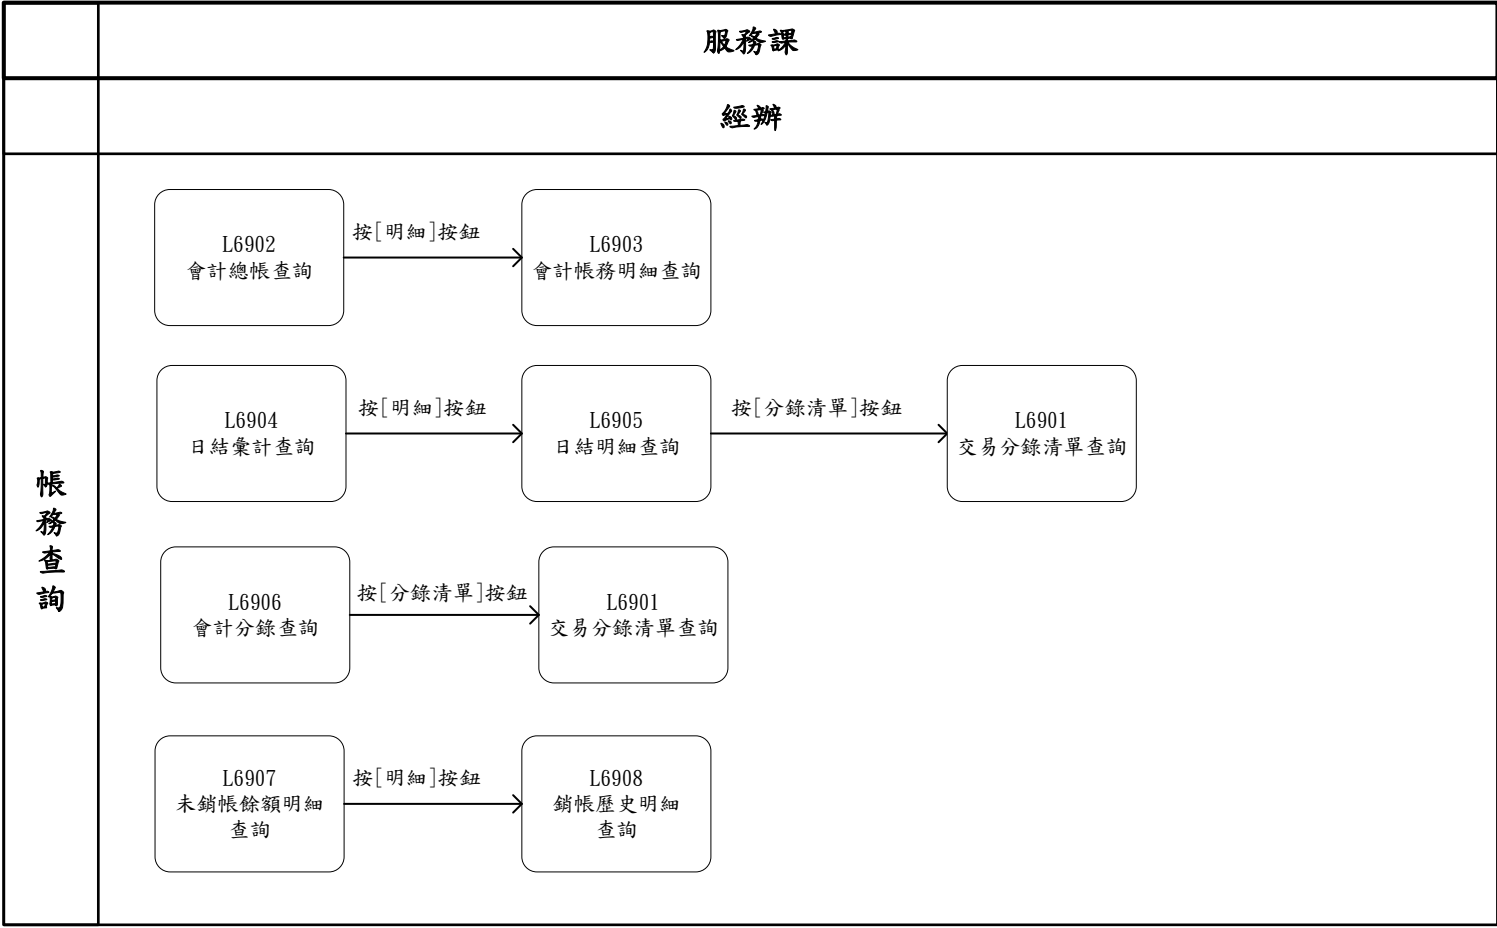 服務課
經辦
帳
務
查
詢
L6902
會計總帳查詢
按[明細]按鈕
L6903
會計帳務明細查詢
L6904
日結彙計查詢
按[明細]按鈕
L6905
日結明細查詢
按[分錄清單]按鈕
L6901
交易分錄清單查詢
L6906
會計分錄查詢
按[分錄清單]按鈕
L6901
交易分錄清單查詢
L6907
未銷帳餘額明細
查詢
按[明細]按鈕
L6908
銷帳歷史明細
查詢